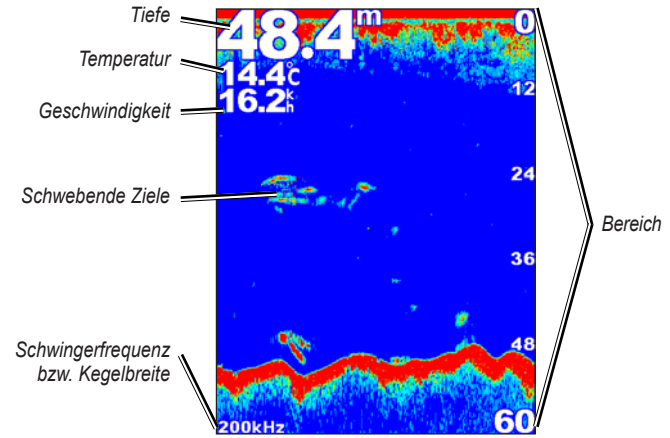 Tiefe
48.4m
0
Temperatur
14.4°C
12
Geschwindigkeit
16.2kh
24
Schwebende Ziele
Bereich
36
Schwingerfrequenz
bzw. Kegelbreite
48
200kHz
60